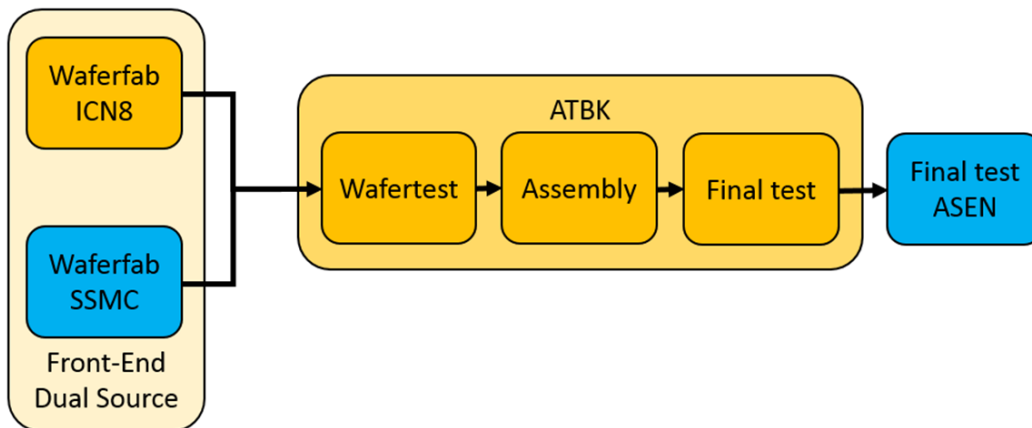 Waferfab
ICN8
Waferfab
SSMC
Front-End
Dual Source
ATBK
Wafertest
Assembly
Final test
Final test
ASEN